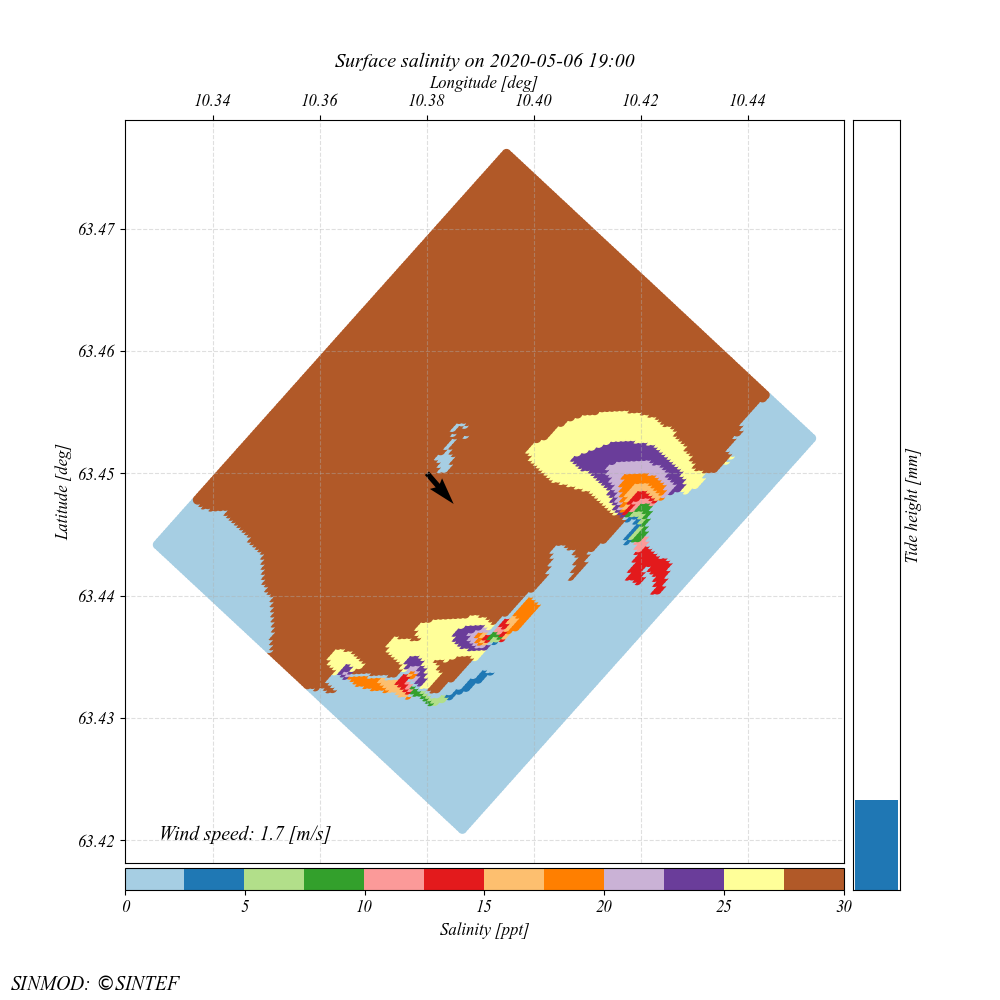 Surface salinity on 2020-05-06 19:00
Longitude [deg]
10.34 10.36 10.38 10.40 10.42 10.44
63.47
63.46
63.45
63.44
63.43
63.42
Latitude [deg]
Tide height [mm]
Wind speed: 1.7 [m/s]
0 5 10 15 20 25 30
Salinity [ppt]
SINMOD: ©SINTEF